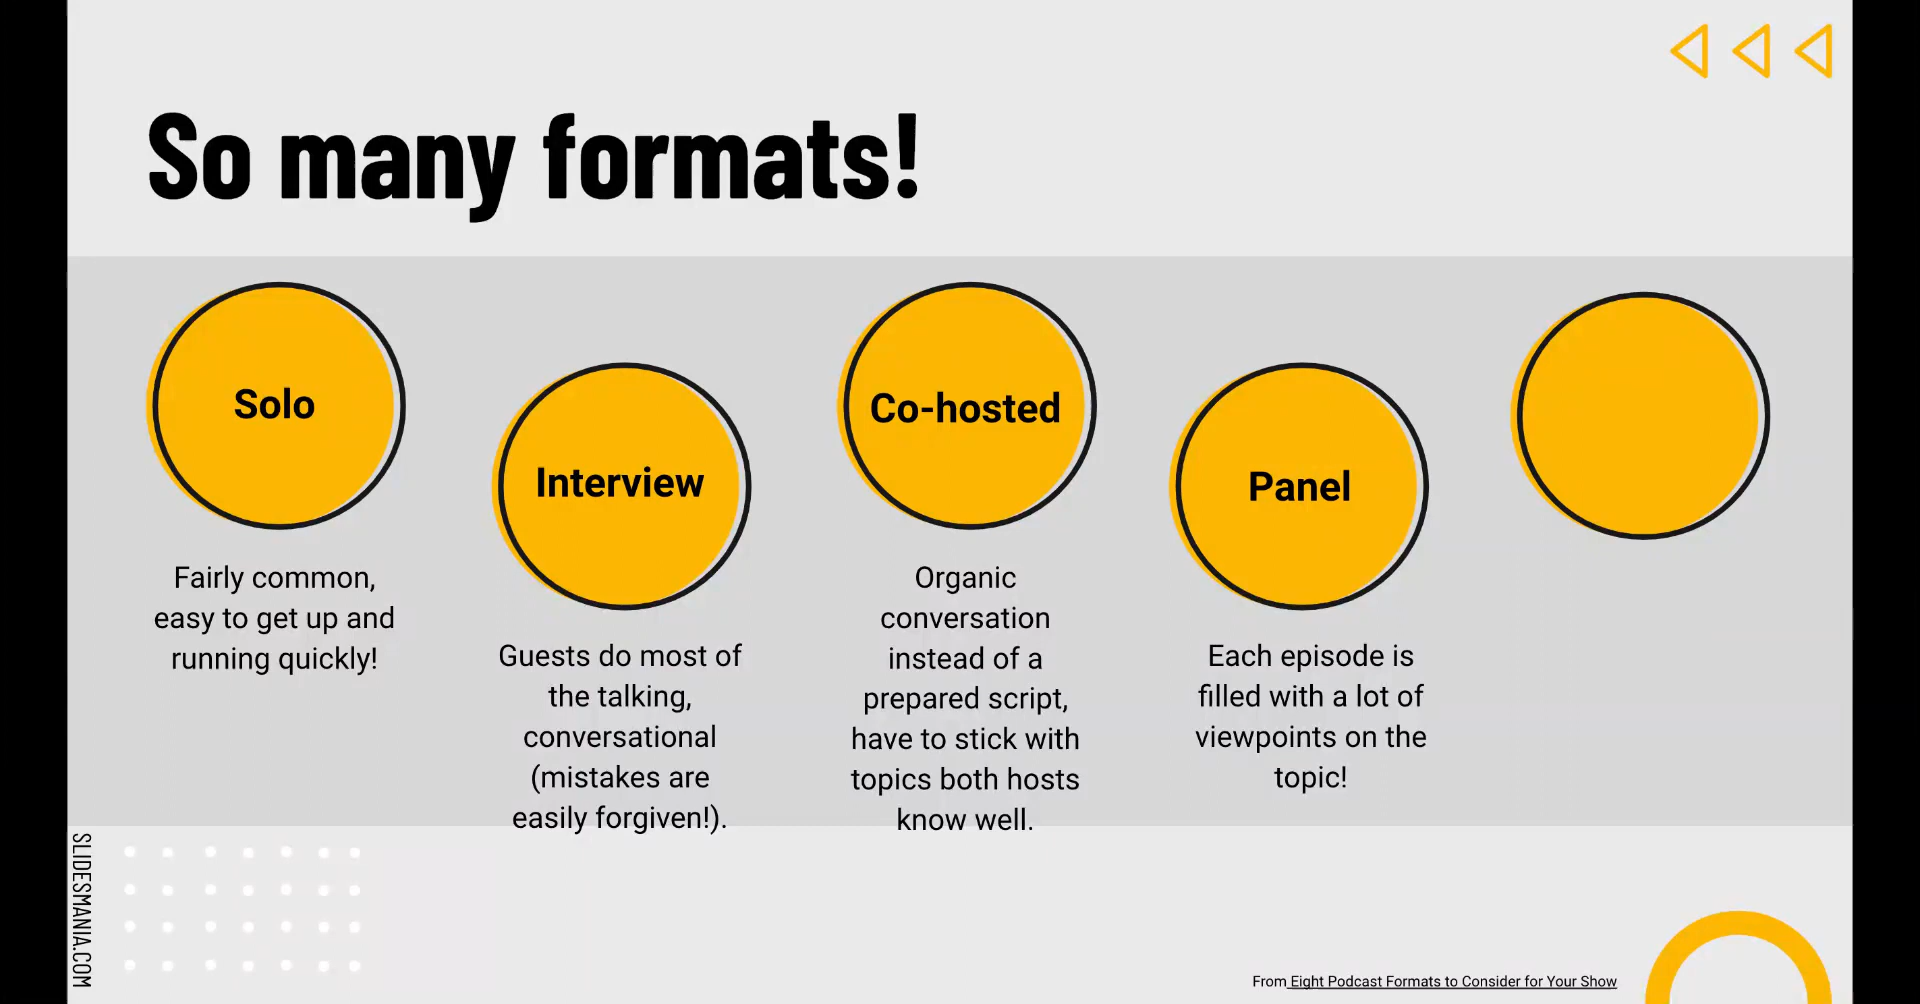 So many formats!
Solo
Fairly common,
easy to get up and
running quickly!
Interview
Guests do most of
the talking,
conversational
(mistakes are
easily forgiven!).
Co-hosted
Organic
conversation
instead of a
prepared script,
have to stick with
topics both hosts
know well.
Panel
Each episode is
filled with a lot of
viewpoints on the
topic!
SLIDESMANIA.COM
From Eight Podcast Formats to Consider for Your Show